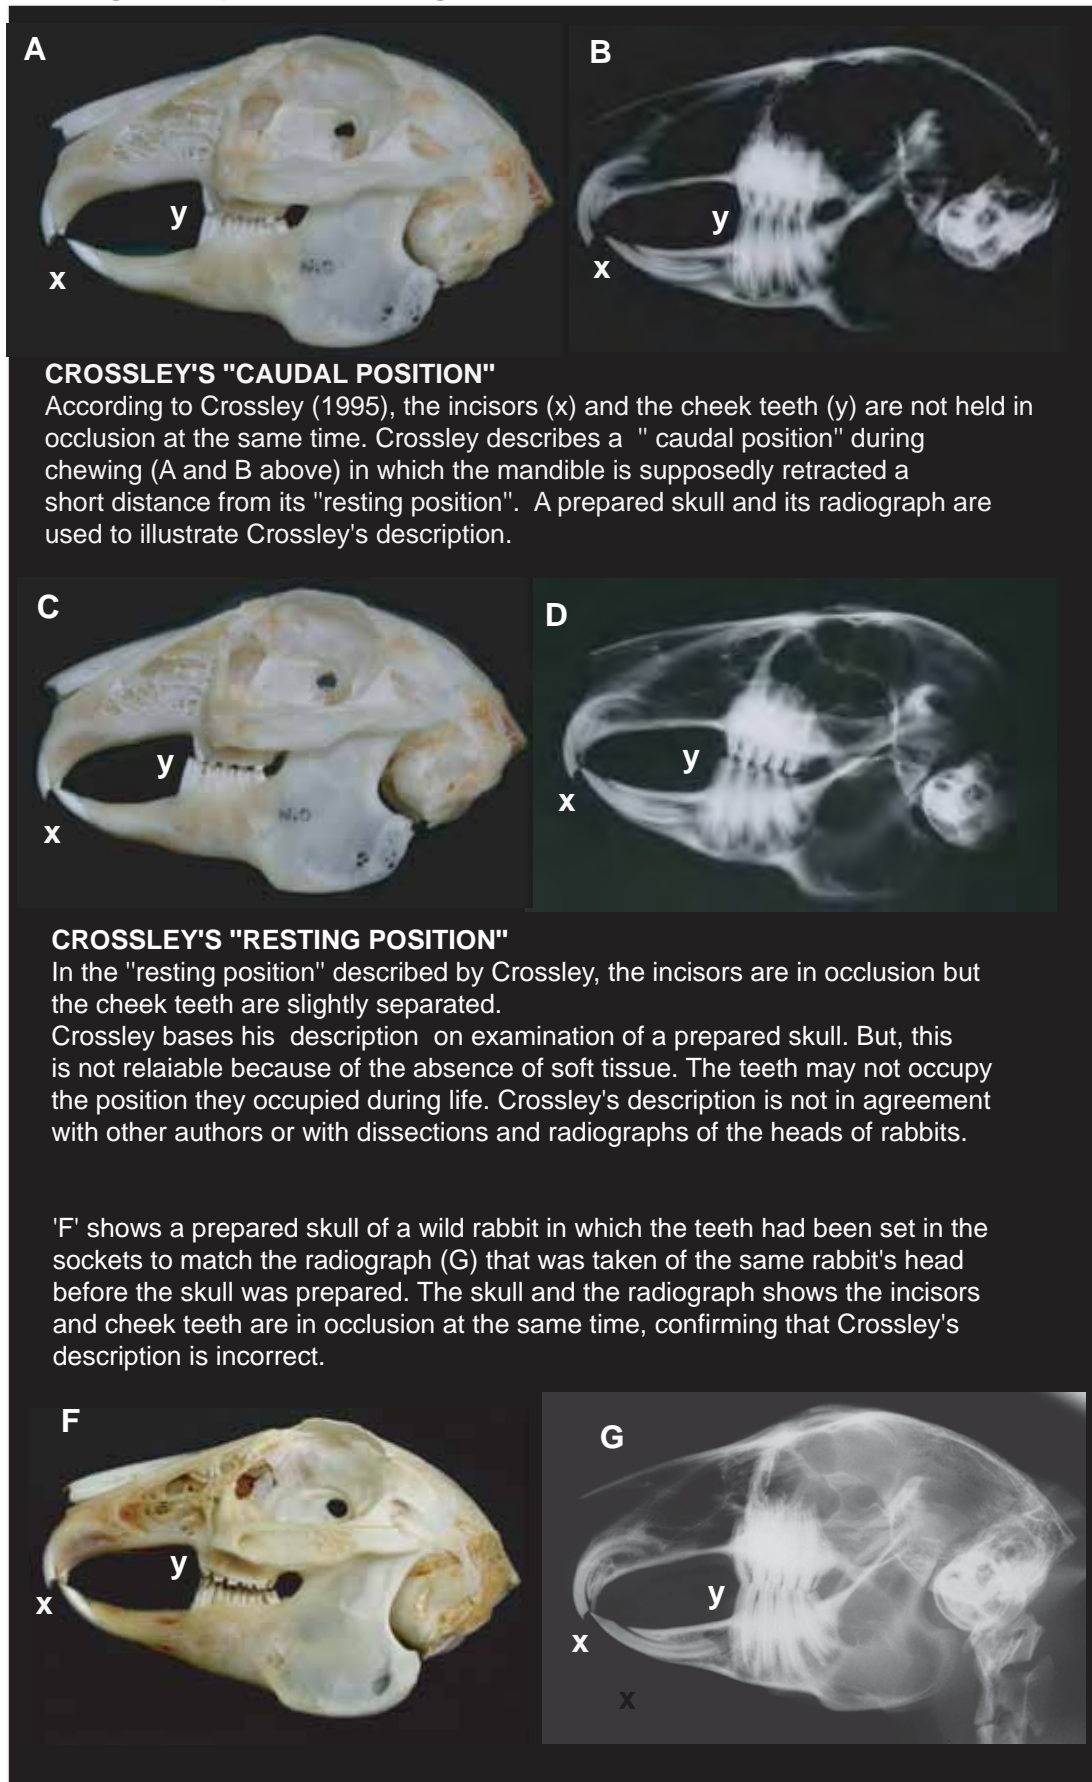 A
B
y
y
x
x
CROSSLEY'S "CAUDAL POSITION"
According to Crossley (1995), the incisors (x) and the cheek teeth (y) are not held in
occlusion at the same time. Crossley describes a " caudal position" during
chewing (A and B above) in which the mandible is supposedly retracted a
short distance from its "resting position". A prepared skull and its radiograph are
used to illustrate Crossley's description.
C
D
y
y
x
x
CROSSLEY'S "RESTING POSITION"
In the "resting position" described by Crossley, the incisors are in occlusion but
the cheek teeth are slightly separated.
Crossley bases his description on examination of a prepared skull. But, this
is not relaiable because of the absence of soft tissue. The teeth may not occupy
the position they occupied during life. Crossley's description is not in agreement
with other authors or with dissections and radiographs of the heads of rabbits.
'F' shows a prepared skull of a wild rabbit in which the teeth had been set in the
sockets to match the radiograph (G) that was taken of the same rabbit's head
before the skull was prepared. The skull and the radiograph shows the incisors
and cheek teeth are in occlusion at the same time, confirming that Crossley's
description is incorrect.
F
G
y
y
x
x
x